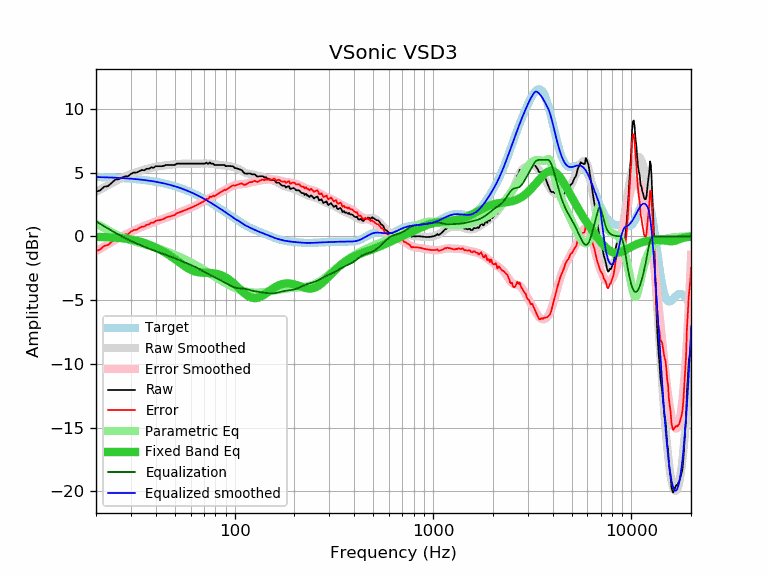 VSonic VSD3
10
5
0
−5
−10
−15
−20
Amplitude (dBr)
Target
Raw Smoothed
Error Smoothed
Raw
Error
Parametric Eq
Fixed Band Eq
Equalization
Equalized smoothed
100 1000 10000
Frequency (Hz)